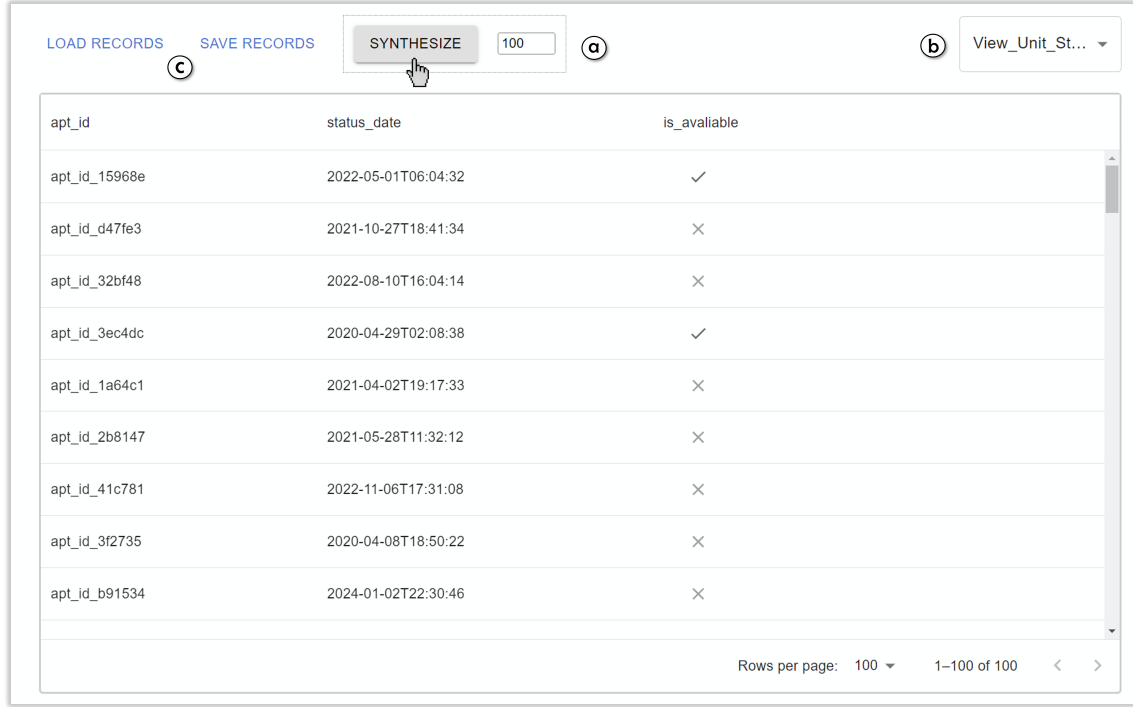 LOAD RECORDS SAVE RECORDS SYNTHESIZE 100 ⓐ ⓑ View_Unit_St...
ⓒ
apt_id status_date is_avaliable
apt_id_15968e 2022-05-01T06:04:32
apt_id_d47fe3 2021-10-27T18:41:34
apt_id_32bf48 2022-08-10T16:04:14
apt_id_3ec4dc 2020-04-29T02:08:38
apt_id_1a64c1 2021-04-02T19:17:33
apt_id_2b8147 2021-05-28T11:32:12
apt_id_41c781 2022-11-06T17:31:08
apt_id_3f2735 2020-04-08T18:50:22
apt_id_b91534 2024-01-02T22:30:46
Rows per page: 100 1–100 of 100